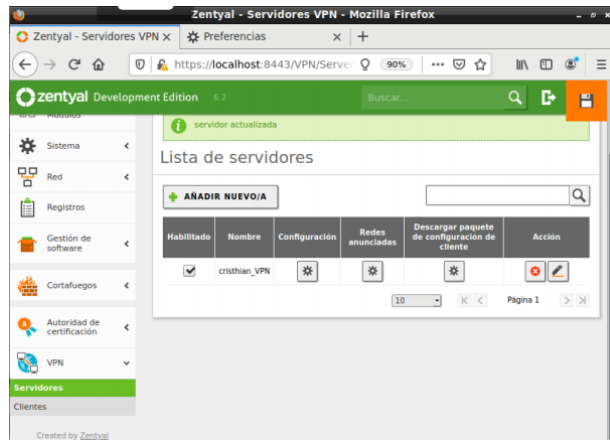 Zentyal - Servidores VPN - Mozilla Firefox
Zentyal - Servidores VPN ×
Preferencias ×
https://localhost:8443/VPN/Server
90%
zentyal Development Edition 6.2
Buscar...
Módulos
Sistema
Red
Registros
Gestión de
software
Cortafuegos
Autoridad de
certificación
VPN
Servidores
Clientes
Created by Zentyal
servidor actualizada
Lista de servidores
+ AÑADIR NUEVO/A
Habilitado Nombre Configuración Redes anunciadas Descargar paquete de configuración de cliente Acción
cristhian_VPN
10 Página 1